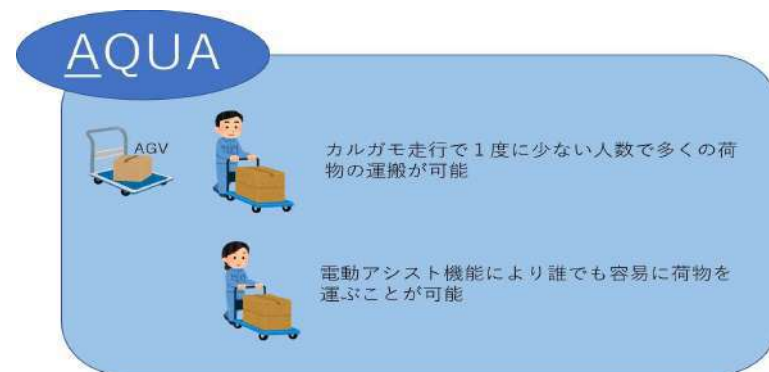 AQUA
AGV
カルガモ走行で１度に少ない人数で多くの荷
物の運搬が可能
電動アシスト機能により誰でも容易に荷物を
運ぶことが可能